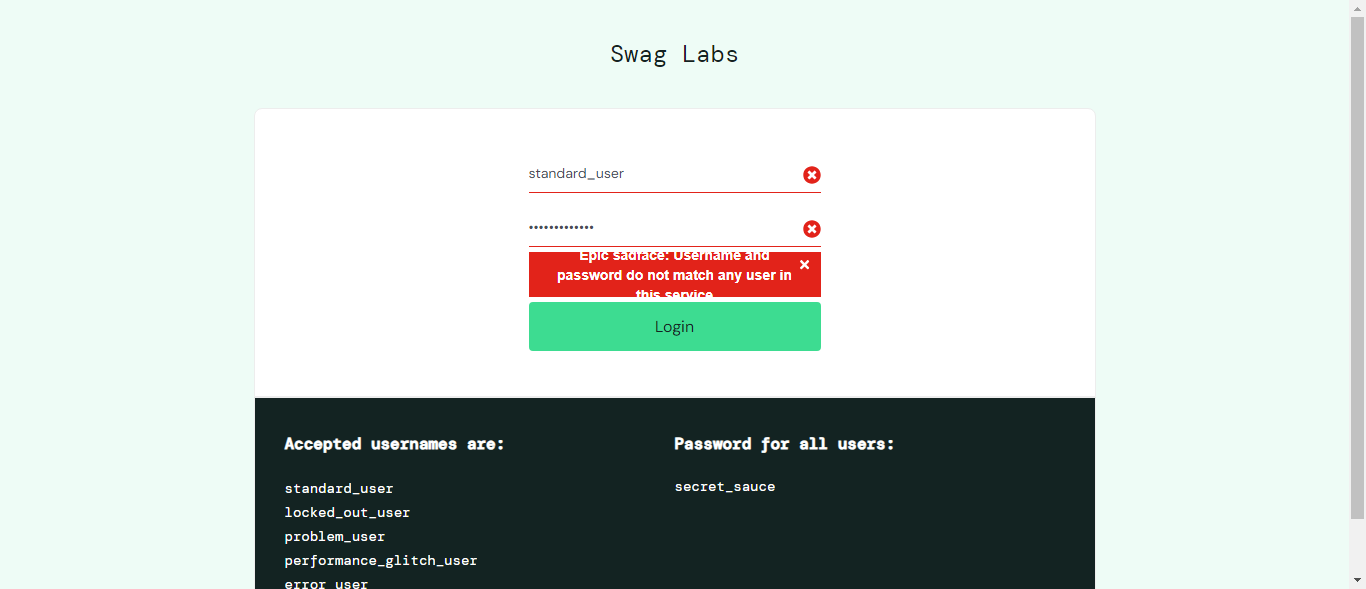 Swag Labs
standard_user
•••••••••••••
Epic sadface: Username and
password do not match any user in
this service
Login
Accepted usernames are:
standard_user
locked_out_user
problem_user
performance_glitch_user
error_user
Password for all users:
secret_sauce